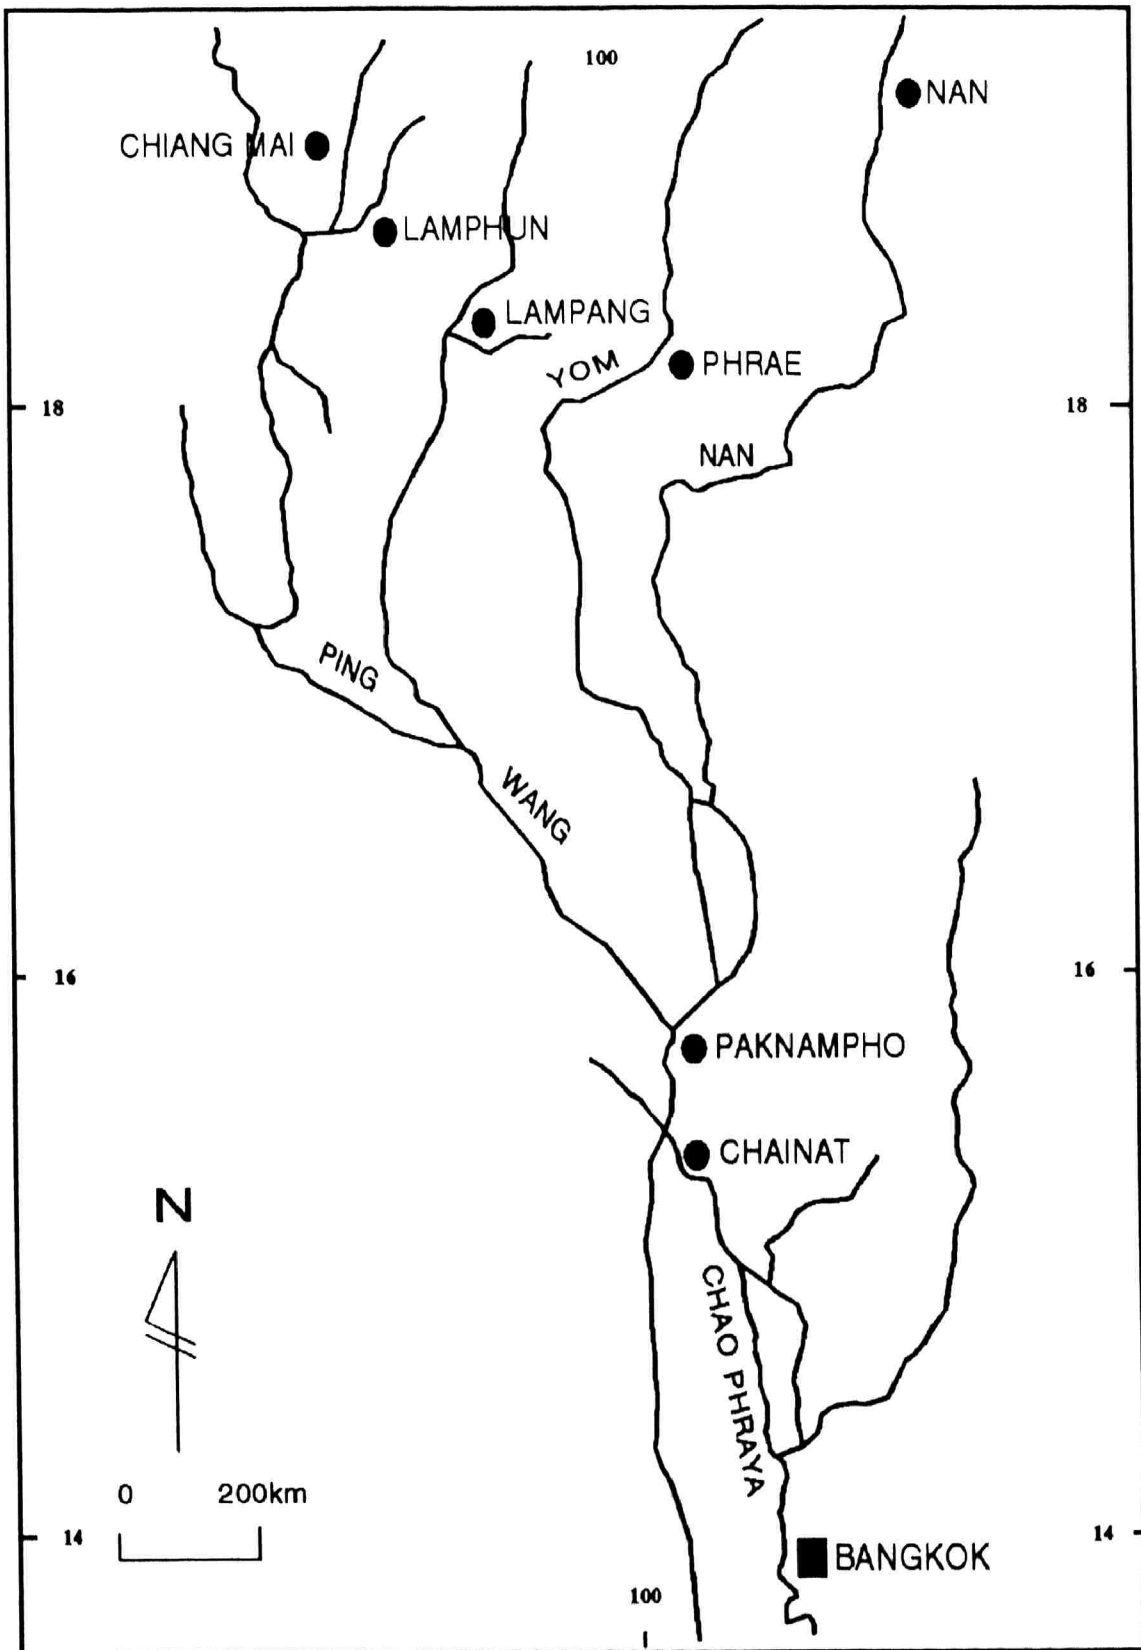 100
NAN
CHIANG MAI
LAMPHUN
LAMPANG
YOM
PHRAE
18
18
NAN
PING
WANG
16
16
PAKNAMPHO
CHAINAT
N
CHAO PHRAYA
0 200km
14
14
BANGKOK
100